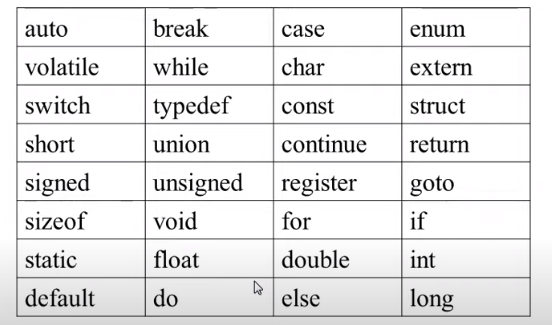 auto break case enum
volatile while char extern
switch typedef const struct
short union continue return
signed unsigned register goto
sizeof void for if
static float double int
default do else long